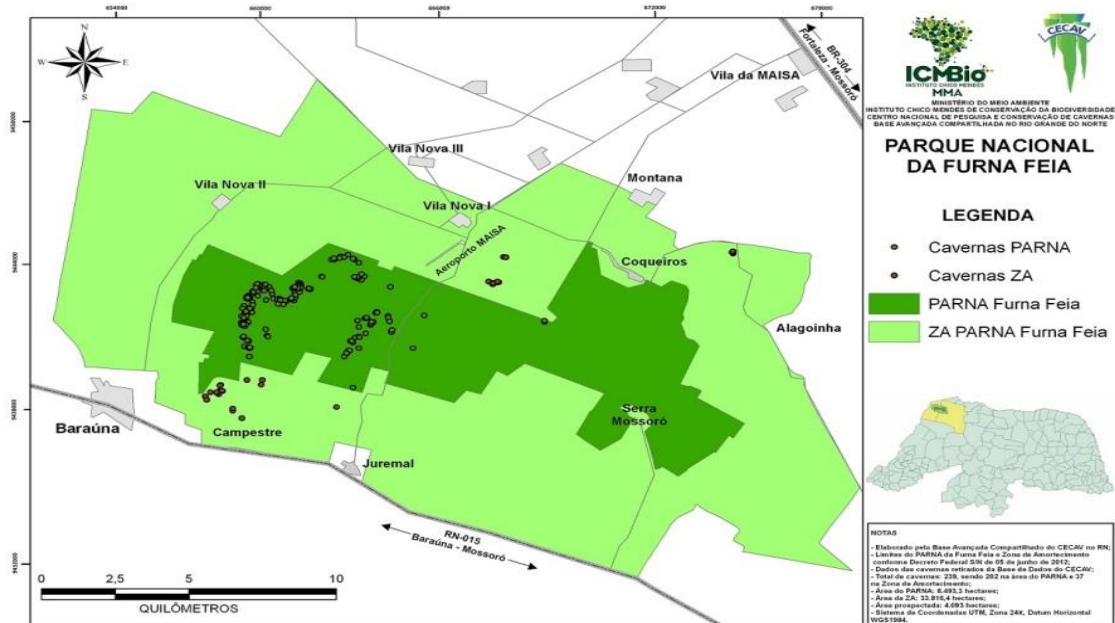 654000
660000
666000
672000
678000
N
W
E
S
BR-304
Fortaleza - Mossoró
Vila da MAISA
Vila Nova III
Vila Nova II
Vila Nova I
Montana
Aeroporto MAISA
Coqueiros
Alagoinha
Serra
Mossoró
Baraúna
Campestre
Juremal
RN-015
Baraúna - Mossoró
0
2,5
5
10
QUILÔMETROS
ICMBio
INSTITUTO CHICO MENDES
MMA
CECAV
MINISTÉRIO DO MEIO AMBIENTE
INSTITUTO CHICO MENDES DE CONSERVAÇÃO DA BIODIVERSIDADE
CENTRO NACIONAL DE PESQUISA E CONSERVAÇÃO DE CAVERNAS
BASE AVANÇADA COMPARTILHADA NO RIO GRANDE DO NORTE
PARQUE NACIONAL
DA FURNA FEIA
LEGENDA
Cavernas PARNA
Cavernas ZA
PARNA Furna Feia
ZA PARNA Furna Feia
NOTAS
- Elaborado pela Base Avançada Compartilhado do CECAV no RN;
- Limites do PARNA da Furna Feia e Zona de Amortecimento
conforme Decreto Federal S/N de 05 de junho de 2012;
- Dados das cavernas retirados da Base de Dados do CECAV;
- Total de cavernas: 239, sendo 202 na área do PARNA e 37
na Zona de Amortecimento;
- Área do PARNA: 8.493,3 hectares;
- Área da ZA: 33.816,4 hectares;
- Área prospectada: 4.693 hectares;
- Sistema de Coordenadas UTM, Zona 24K, Datum Horizontal
WGS1984.